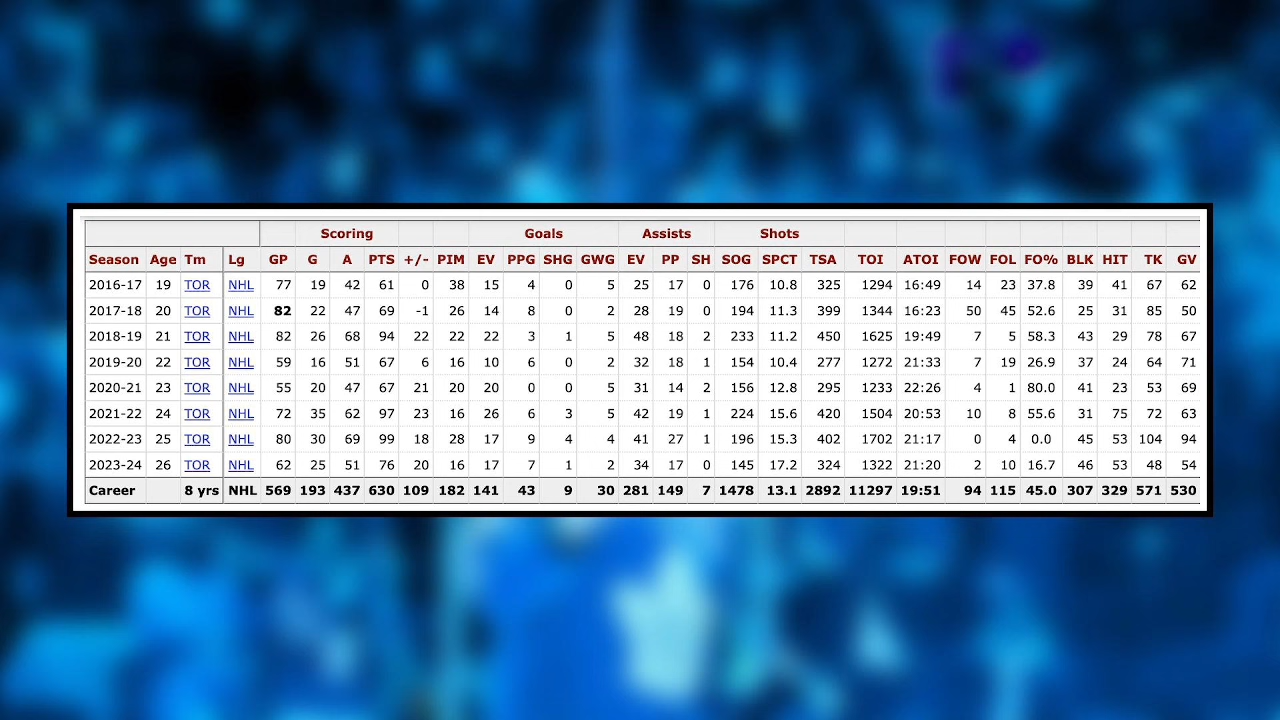 Scoring Goals Assists Shots
Season Age Tm Lg GP G A PTS +/- PIM EV PPG SHG GWG EV PP SH SOG SPCT TSA TOI ATOI FOW FOL FO% BLK HIT TK GV
2016-17 19 TOR NHL 77 19 42 61 0 38 15 4 0 5 25 17 0 176 10.8 325 1294 16:49 14 23 37.8 39 41 67 62
2017-18 20 TOR NHL 82 22 47 69 -1 26 14 8 0 2 28 19 0 194 11.3 399 1344 16:23 50 45 52.6 25 31 85 50
2018-19 21 TOR NHL 82 26 68 94 22 22 22 3 1 5 48 18 2 233 11.2 450 1625 19:49 7 5 58.3 43 29 78 67
2019-20 22 TOR NHL 59 16 51 67 6 16 10 6 0 2 32 18 1 154 10.4 277 1272 21:33 7 19 26.9 37 24 64 71
2020-21 23 TOR NHL 55 20 47 67 21 20 20 0 0 5 31 14 2 156 12.8 295 1233 22:26 4 1 80.0 41 23 53 69
2021-22 24 TOR NHL 72 35 62 97 23 16 26 6 3 5 42 19 1 224 15.6 420 1504 20:53 10 8 55.6 31 75 72 63
2022-23 25 TOR NHL 80 30 69 99 18 28 17 9 4 4 41 27 1 196 15.3 402 1702 21:17 0 4 0.0 45 53 104 94
2023-24 26 TOR NHL 62 25 51 76 20 16 17 7 1 2 34 17 0 145 17.2 324 1322 21:20 2 10 16.7 46 53 48 54
Career 8 yrs NHL 569 193 437 630 109 182 141 43 9 30 281 149 7 1478 13.1 2892 11297 19:51 94 115 45.0 307 329 571 530